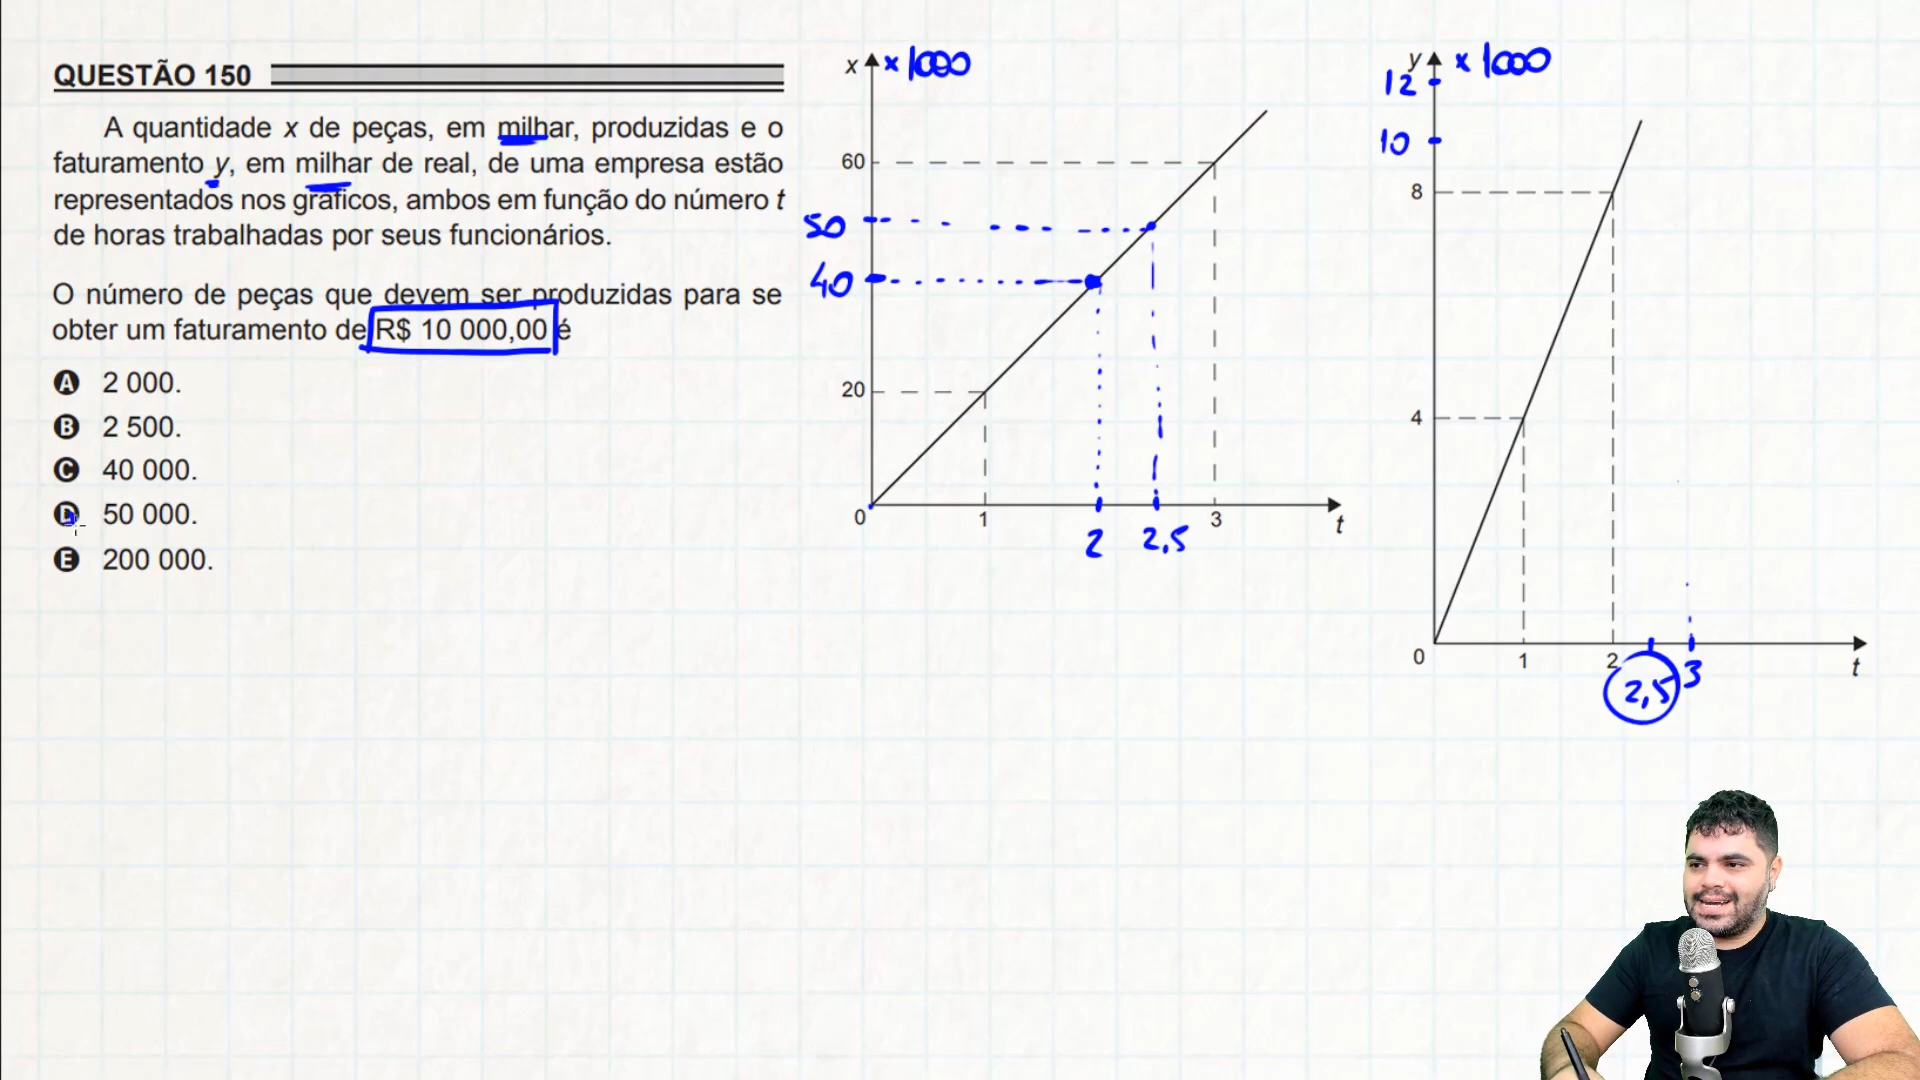 QUESTÃO 150
A quantidade x de peças, em milhar, produzidas e o
faturamento y, em milhar de real, de uma empresa estão
representados nos gráficos, ambos em função do número t
de horas trabalhadas por seus funcionários.
O número de peças que devem ser produzidas para se
obter um faturamento de R$ 10 000,00 é
A 2 000.
B 2 500.
C 40 000.
D 50 000.
E 200 000.
x x 1000
60
50
40
20
0 1 3 t
2 2,5
y x 1000
12
10
8
4
0 1 2 t
2,5 3